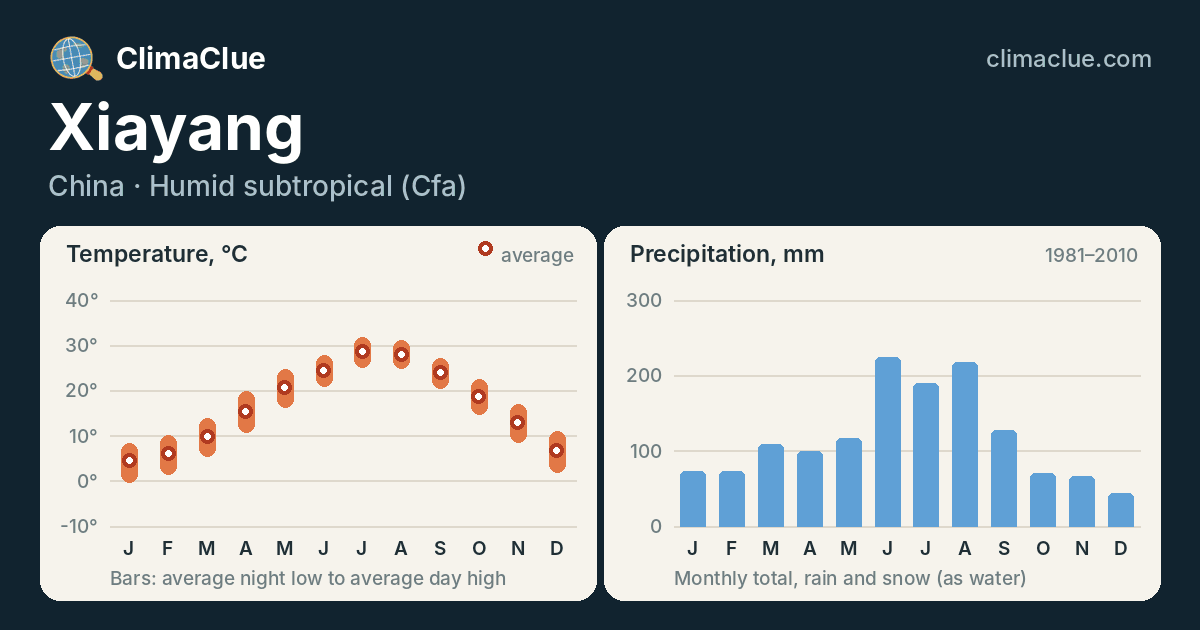 ClimaClue
climaclue.com
Xiayang
China · Humid subtropical (Cfa)
Temperature, °C
average
40°
30°
20°
10°
0°
-10°
J F M A M J J A S O N D
Bars: average night low to average day high
Precipitation, mm
1981–2010
300
200
100
0
J F M A M J J A S O N D
Monthly total, rain and snow (as water)